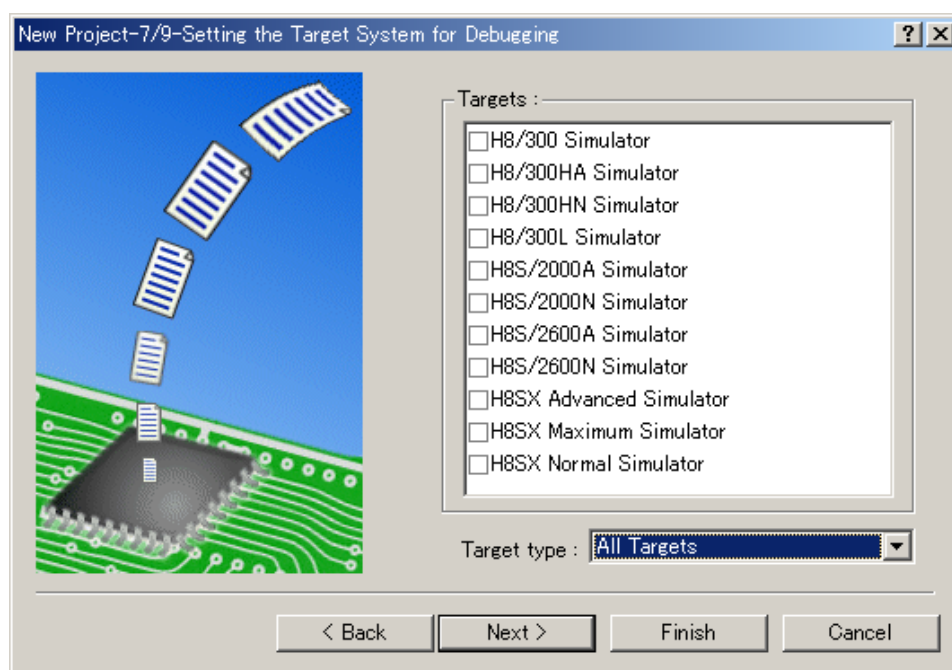 New Project-7/9-Setting the Target System for Debugging
Targets :
H8/300 Simulator
H8/300HA Simulator
H8/300HN Simulator
H8/300L Simulator
H8S/2000A Simulator
H8S/2000N Simulator
H8S/2600A Simulator
H8S/2600N Simulator
H8SX Advanced Simulator
H8SX Maximum Simulator
H8SX Normal Simulator
Target type : All Targets
< Back Next > Finish Cancel